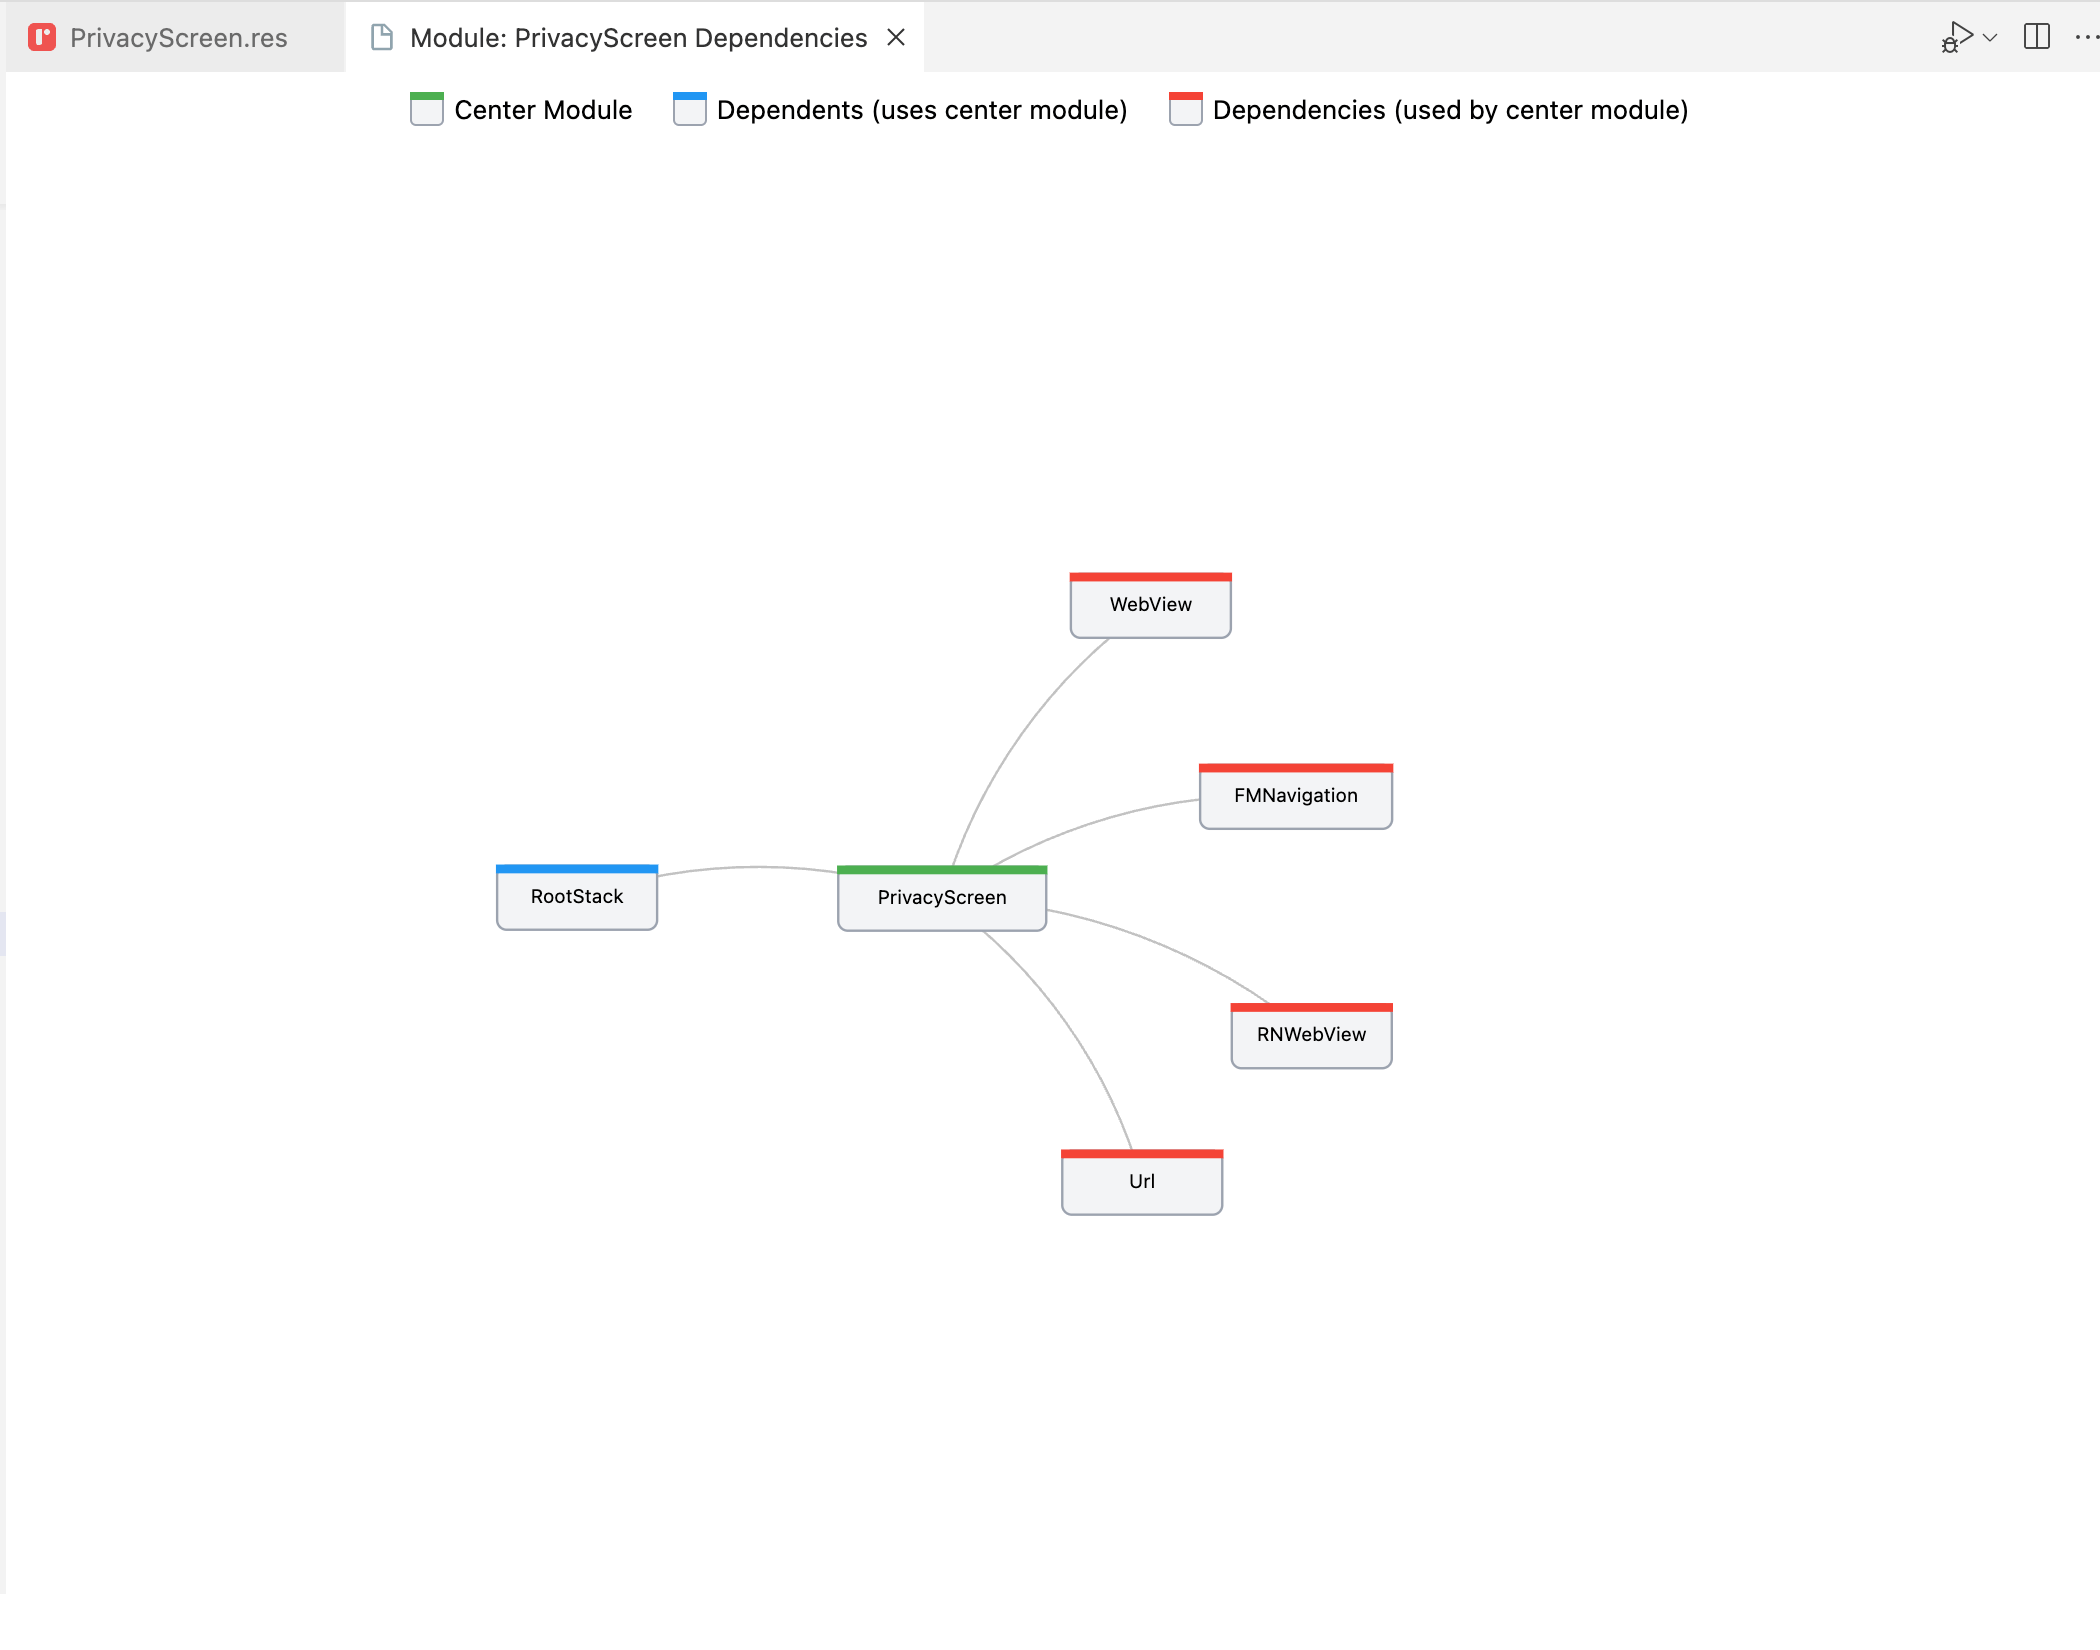 PrivacyScreen.res
Module: PrivacyScreen Dependencies
Center Module
Dependents (uses center module)
Dependencies (used by center module)
WebView
FMNavigation
RootStack
PrivacyScreen
RNWebView
Url